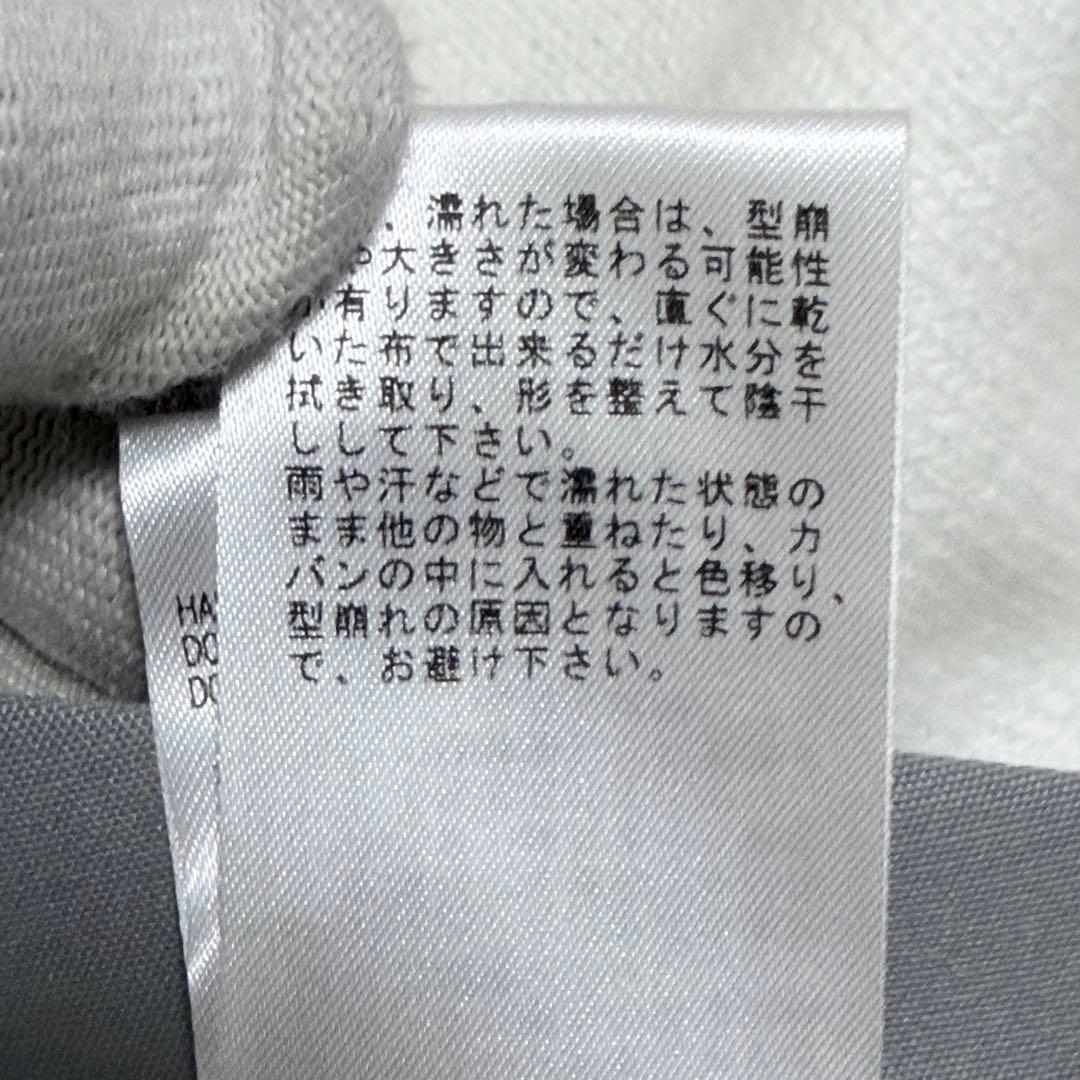 、濡れた場合は、型崩
や大きさが変わる可能性
が有りますので、直ぐに乾
いた布で出来るだけ水分を
拭き取り、形を整えて陰干
しして下さい。
雨や汗などで濡れた状態の
まま他の物と重ねたり、カ
バンの中に入れると色移り、
型崩れの原因となりますの
で、お避け下さい。
HA
DO
DO